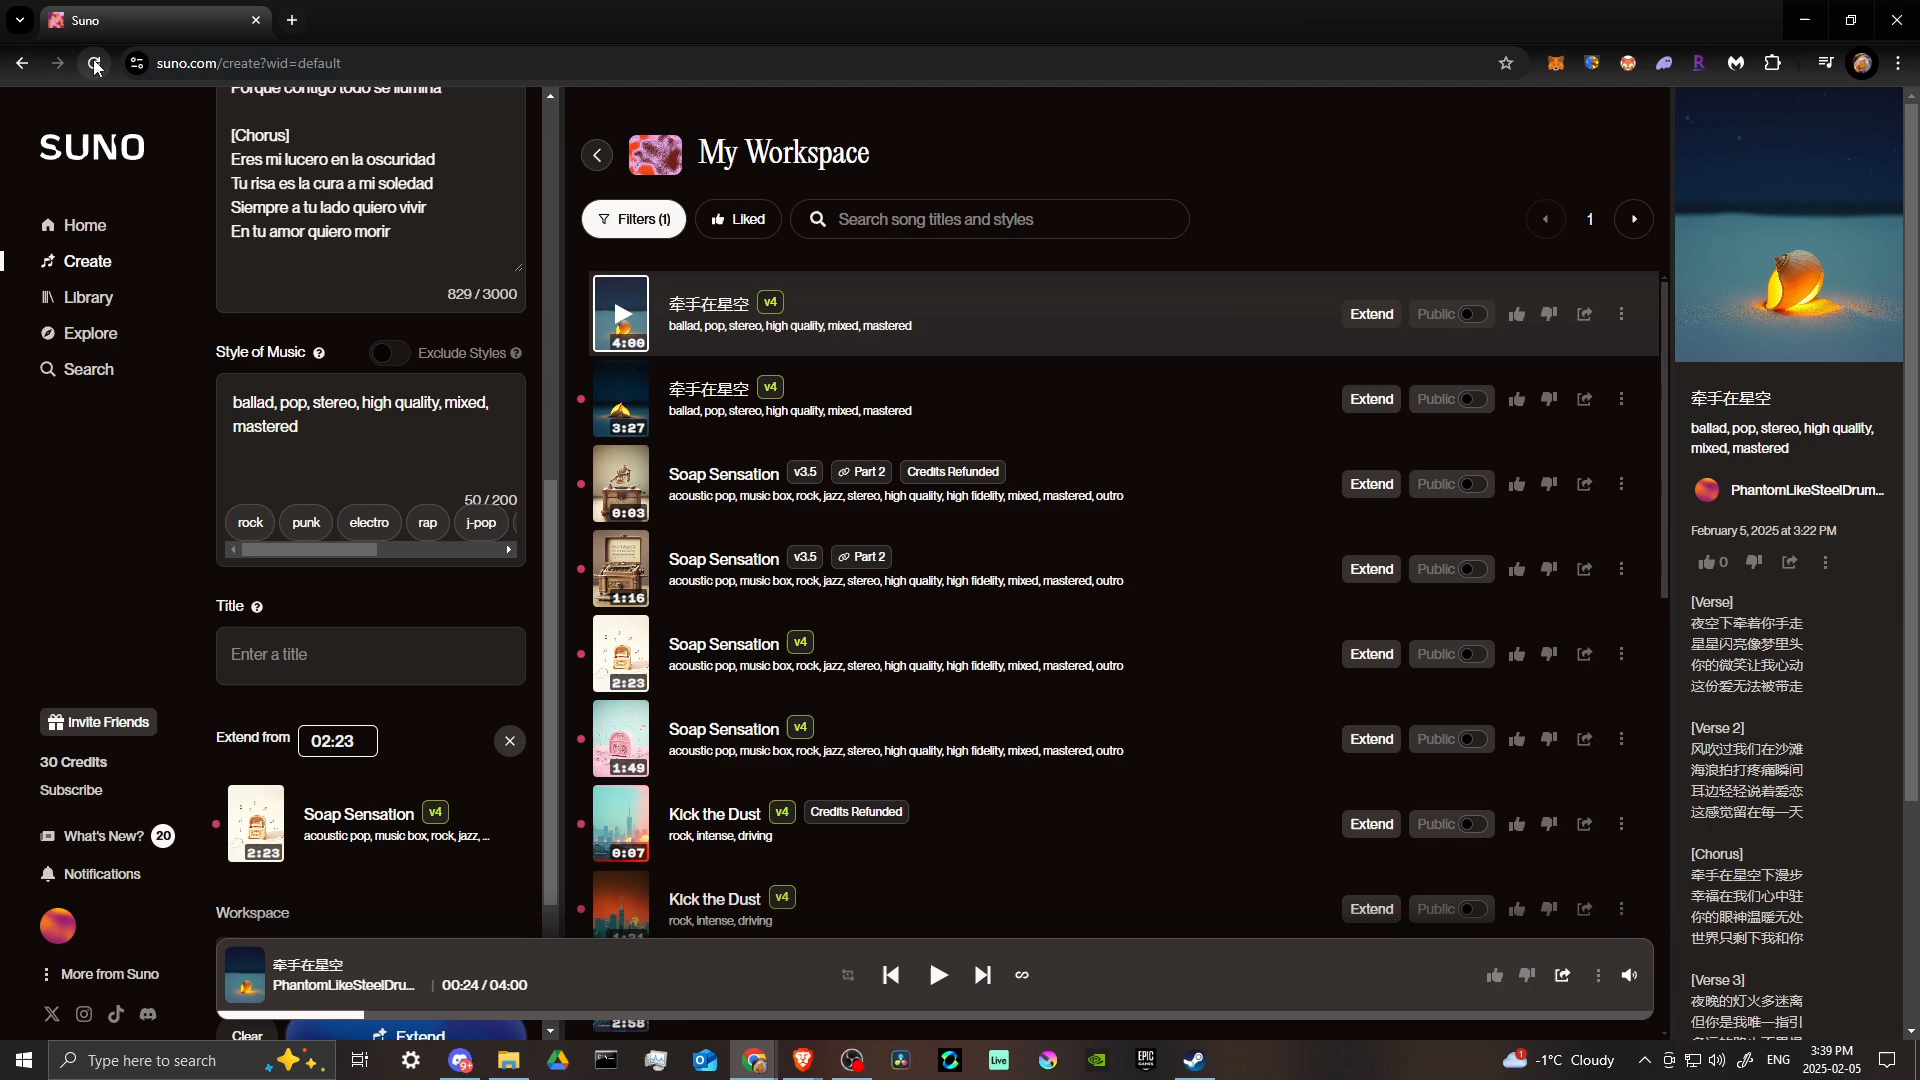 Suno
suno.com/create?wid=default
SUNO
Home
Create
Library
Explore
Search
Invite Friends
30 Credits
Subscribe
What's New? 20
Notifications
More from Suno
Porque contigo todo se ilumina
[Chorus]
Eres mi lucero en la oscuridad
Tu risa es la cura a mi soledad
Siempre a tu lado quiero vivir
En tu amor quiero morir
829 / 3000
Style of Music
Exclude Styles
ballad, pop, stereo, high quality, mixed,
mastered
50 / 200
rock punk electro rap j-pop
Title
Enter a title
Extend from 02:23
Soap Sensation v4
acoustic pop, music box, rock, jazz, ...
2:23
Workspace
Clear
Extend
My Workspace
Filters (1)
Liked
Search song titles and styles
1
牵手在星空 v4
ballad, pop, stereo, high quality, mixed, mastered
4:00
Extend Public
牵手在星空 v4
ballad, pop, stereo, high quality, mixed, mastered
3:27
Extend Public
Soap Sensation v3.5 Part 2 Credits Refunded
acoustic pop, music box, rock, jazz, stereo, high quality, high fidelity, mixed, mastered, outro
0:03
Extend Public
Soap Sensation v3.5 Part 2
acoustic pop, music box, rock, jazz, stereo, high quality, high fidelity, mixed, mastered, outro
1:16
Extend Public
Soap Sensation v4
acoustic pop, music box, rock, jazz, stereo, high quality, high fidelity, mixed, mastered, outro
2:23
Extend Public
Soap Sensation v4
acoustic pop, music box, rock, jazz, stereo, high quality, high fidelity, mixed, mastered, outro
1:49
Extend Public
Kick the Dust v4 Credits Refunded
rock, intense, driving
0:07
Extend Public
Kick the Dust v4
rock, intense, driving
Extend Public
2:58
牵手在星空
PhantomLikeSteelDru... 00:24 / 04:00
牵手在星空
ballad, pop, stereo, high quality,
mixed, mastered
PhantomLikeSteelDrum...
February 5, 2025 at 3:22 PM
0
[Verse]
夜空下牵着你手走
星星闪亮像梦里头
你的微笑让我心动
这份爱无法被带走
[Verse 2]
风吹过我们在沙滩
海浪拍打疼痛瞬间
耳边轻轻说着爱恋
这感觉留在每一天
[Chorus]
牵手在星空下漫步
幸福在我们心中驻
你的眼神温暖无处
世界只剩下我和你
[Verse 3]
夜晚的灯火多迷离
但你是我唯一指引
Type here to search
Live
-1°C Cloudy
ENG
3:39 PM
2025-02-05